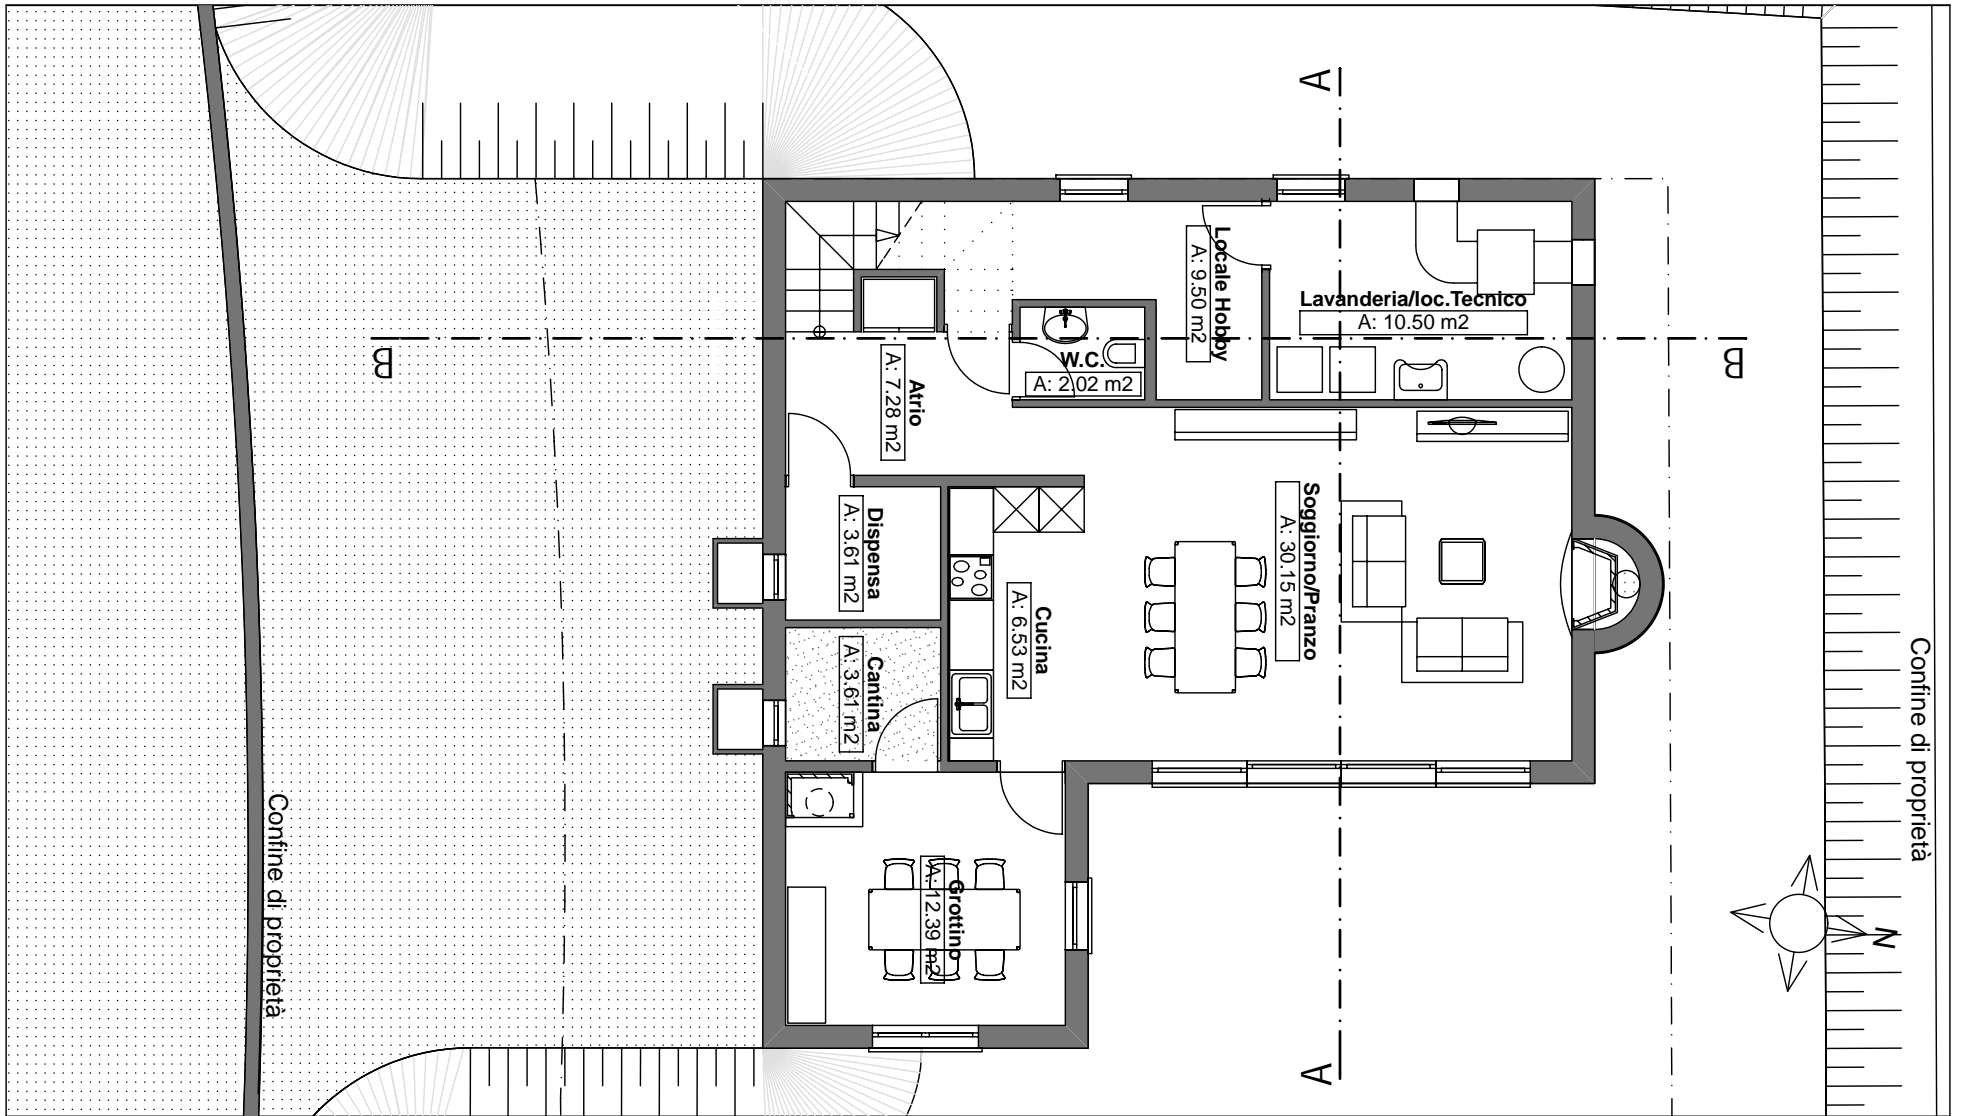 A
Locale Hobby
A: 9.50 m2
Lavanderia/loc.Tecnico
A: 10.50 m2
B
B
W.C.
A: 2.02 m2
Atrio
A: 7.28 m2
Soggiorno/Pranzo
A: 30.15 m2
Dispensa
A: 3.61 m2
Cucina
A: 6.53 m2
Cantina
A: 3.61 m2
Confine di proprietà
Confine di proprietà
Grottino
A: 12.39 m2
N
A